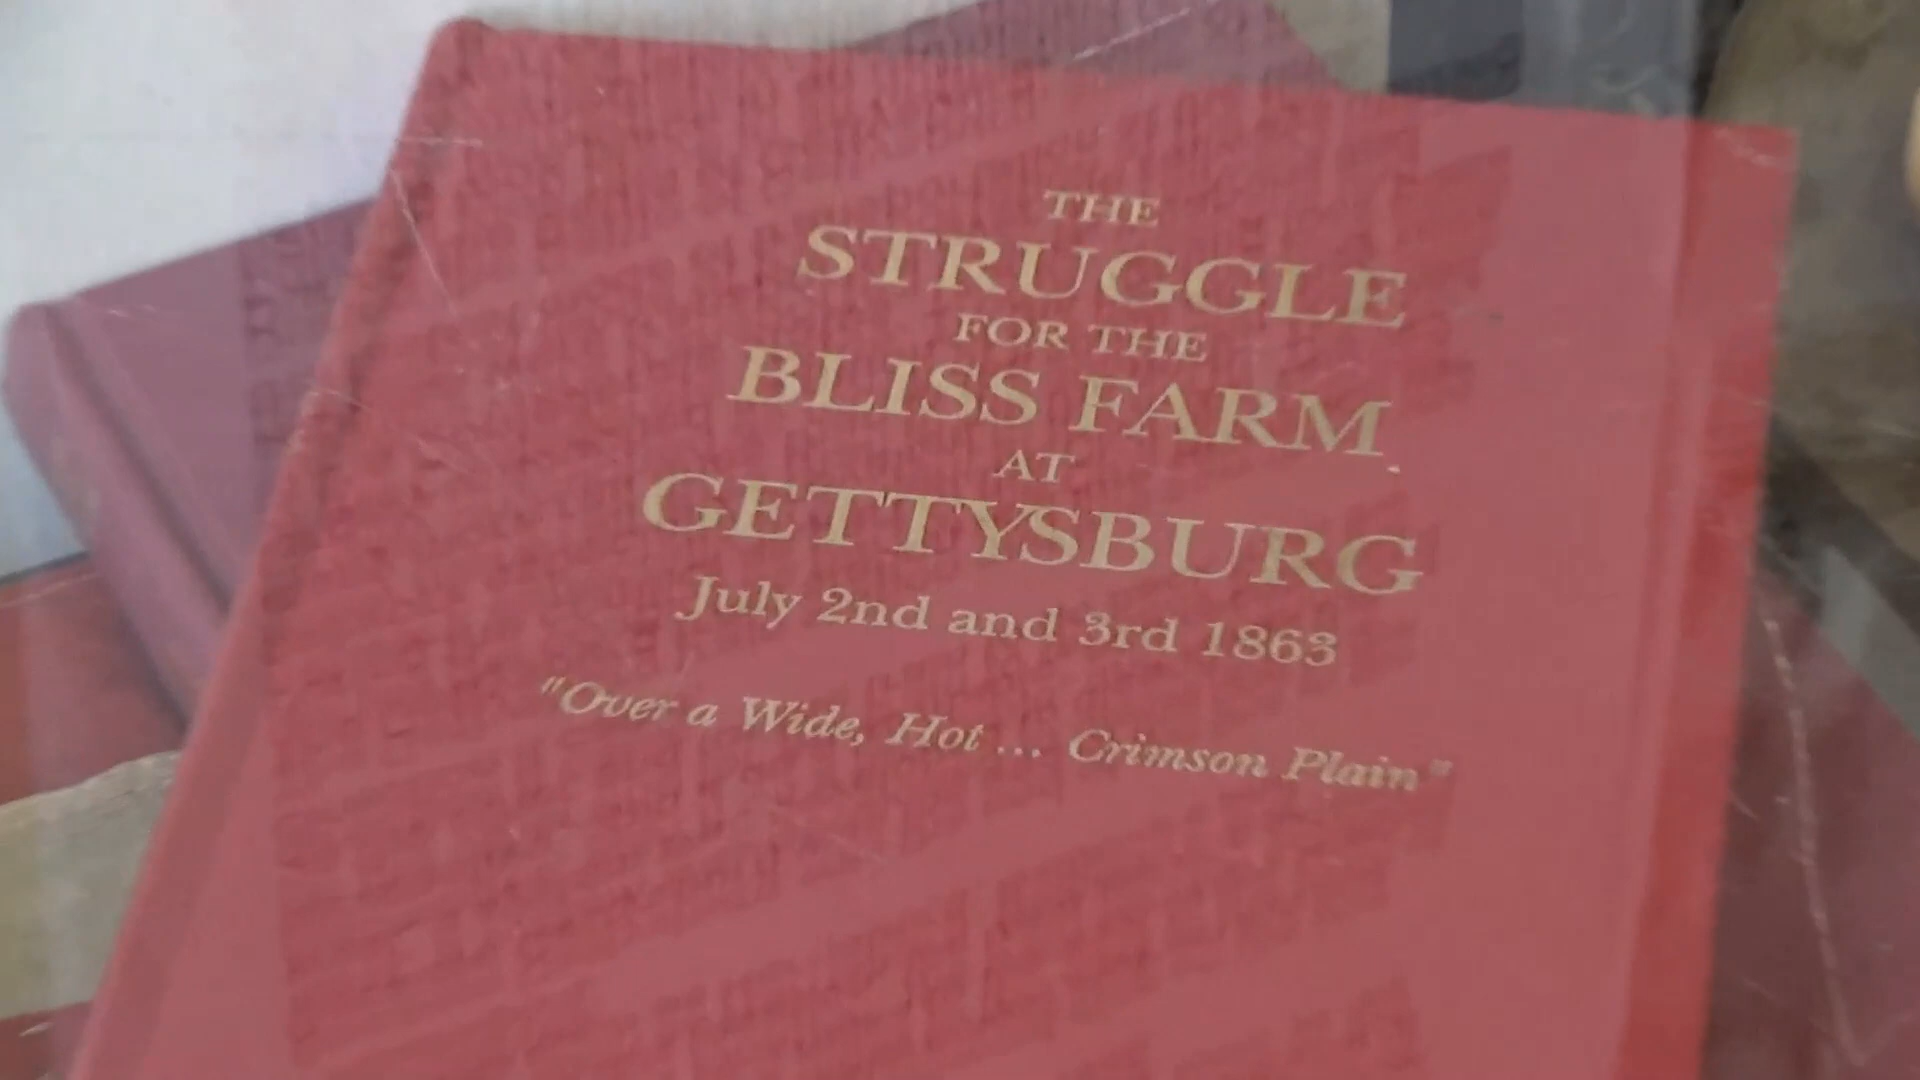 THE
STRUGGLE
FOR THE
BLISS FARM
AT
GETTYSBURG
July 2nd and 3rd 1863
"Over a Wide, Hot ... Crimson Plain"